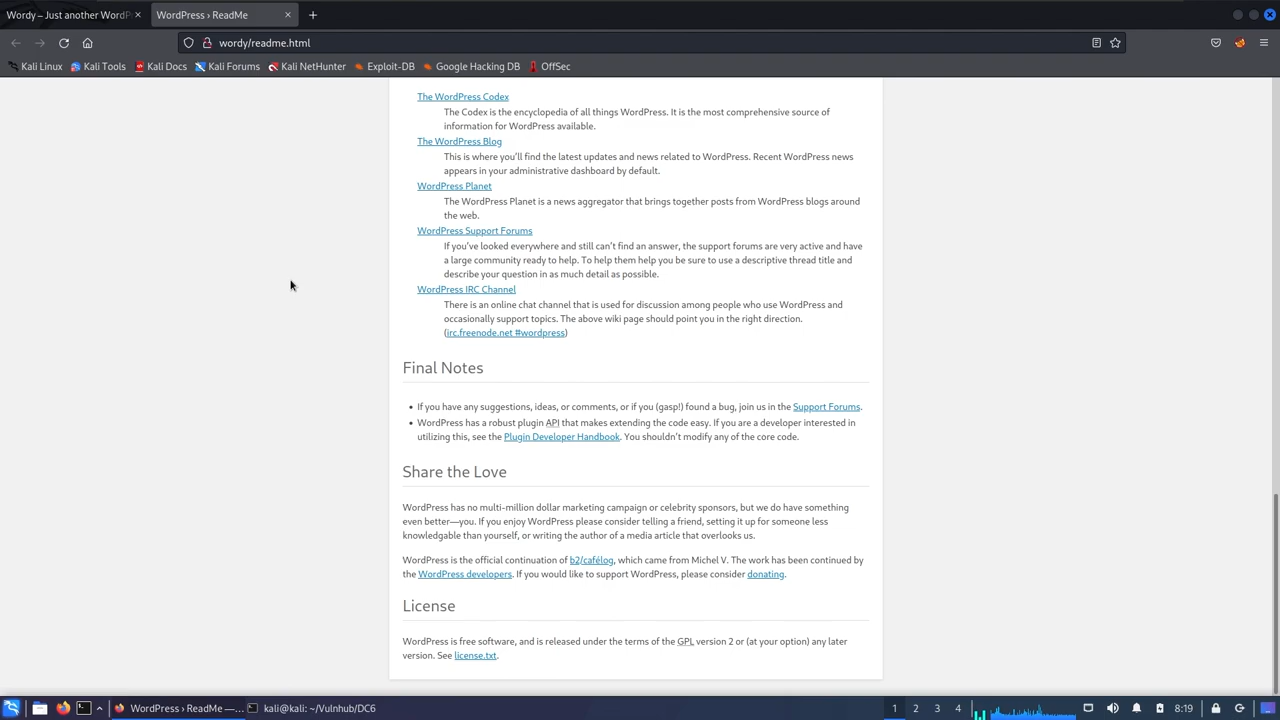 Wordy – Just another WordP
WordPress › ReadMe
wordy/readme.html
Kali Linux
Kali Tools
Kali Docs
Kali Forums
Kali NetHunter
Exploit-DB
Google Hacking DB
OffSec
The WordPress Codex
The Codex is the encyclopedia of all things WordPress. It is the most comprehensive source of
information for WordPress available.
The WordPress Blog
This is where you’ll find the latest updates and news related to WordPress. Recent WordPress news
appears in your administrative dashboard by default.
WordPress Planet
The WordPress Planet is a news aggregator that brings together posts from WordPress blogs around
the web.
WordPress Support Forums
If you’ve looked everywhere and still can’t find an answer, the support forums are very active and have
a large community ready to help. To help them help you be sure to use a descriptive thread title and
describe your question in as much detail as possible.
WordPress IRC Channel
There is an online chat channel that is used for discussion among people who use WordPress and
occasionally support topics. The above wiki page should point you in the right direction.
(irc.freenode.net #wordpress)
Final Notes
• If you have any suggestions, ideas, or comments, or if you (gasp!) found a bug, join us in the Support Forums.
• WordPress has a robust plugin API that makes extending the code easy. If you are a developer interested in
utilizing this, see the Plugin Developer Handbook. You shouldn’t modify any of the core code.
Share the Love
WordPress has no multi-million dollar marketing campaign or celebrity sponsors, but we do have something
even better—you. If you enjoy WordPress please consider telling a friend, setting it up for someone less
knowledgable than yourself, or writing the author of a media article that overlooks us.
WordPress is the official continuation of b2/cafélog, which came from Michel V. The work has been continued by
the WordPress developers. If you would like to support WordPress, please consider donating.
License
WordPress is free software, and is released under the terms of the GPL version 2 or (at your option) any later
version. See license.txt.
WordPress › ReadMe —...
kali@kali: ~/Vulnhub/DC6
1
2
3
4
8:19